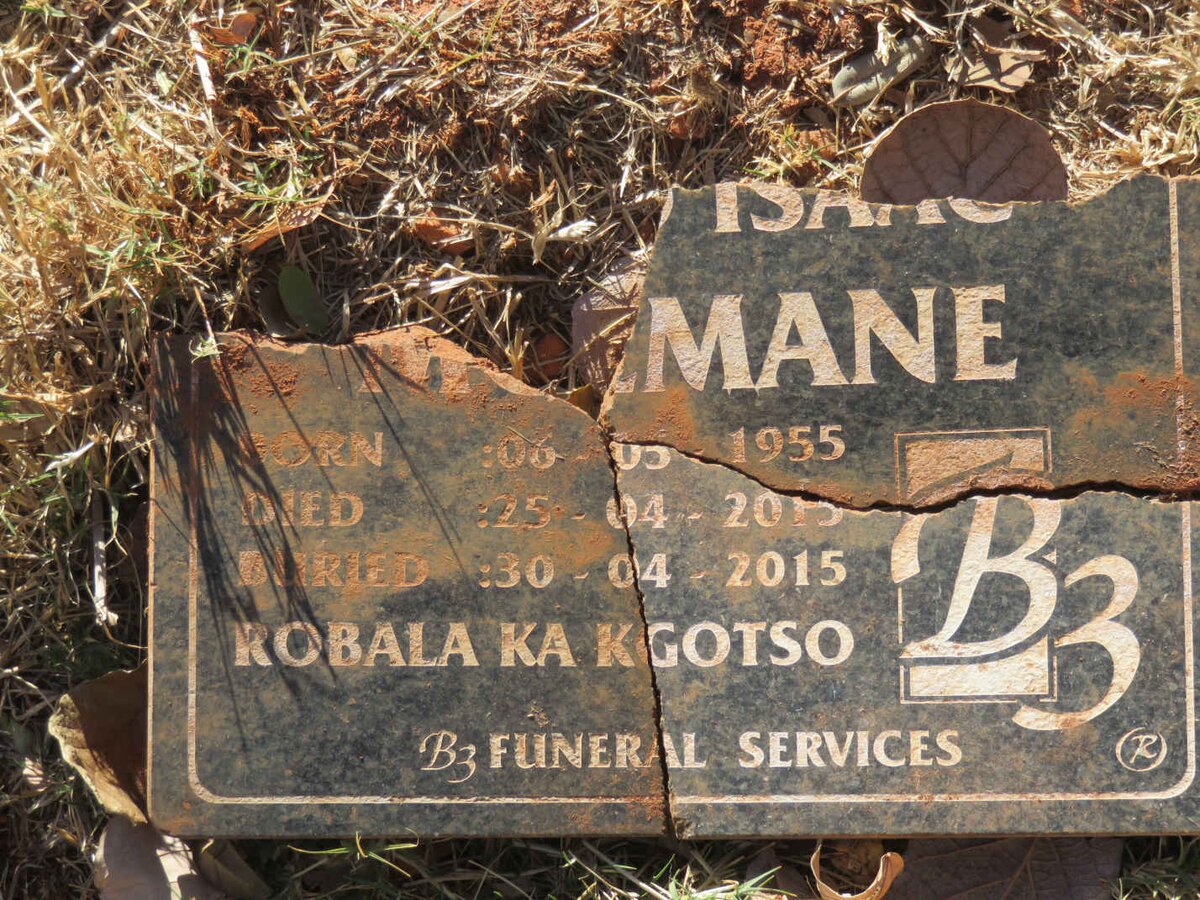 ISAAC
MANE
BORN :06 - 05 - 1955
DIED :25 - 04 - 2015
BURIED :30 - 04 - 2015
ROBALA KA KGOTSO
B3 FUNERAL SERVICES
B3
R